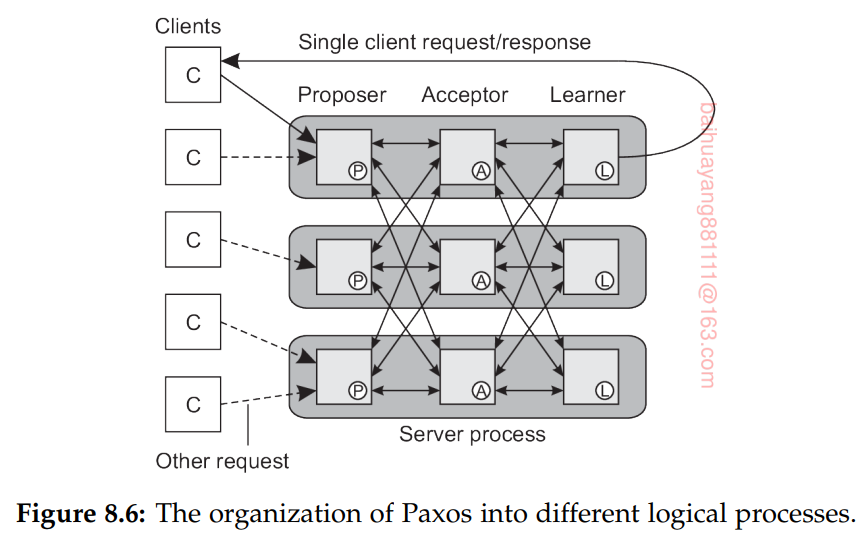 Clients
Single client request/response
C
Proposer
Acceptor
Learner
C
P
A
L
C
P
A
L
C
P
A
L
C
Server process
Other request
baihuayang881111@163.com
Figure 8.6: The organization of Paxos into different logical processes.